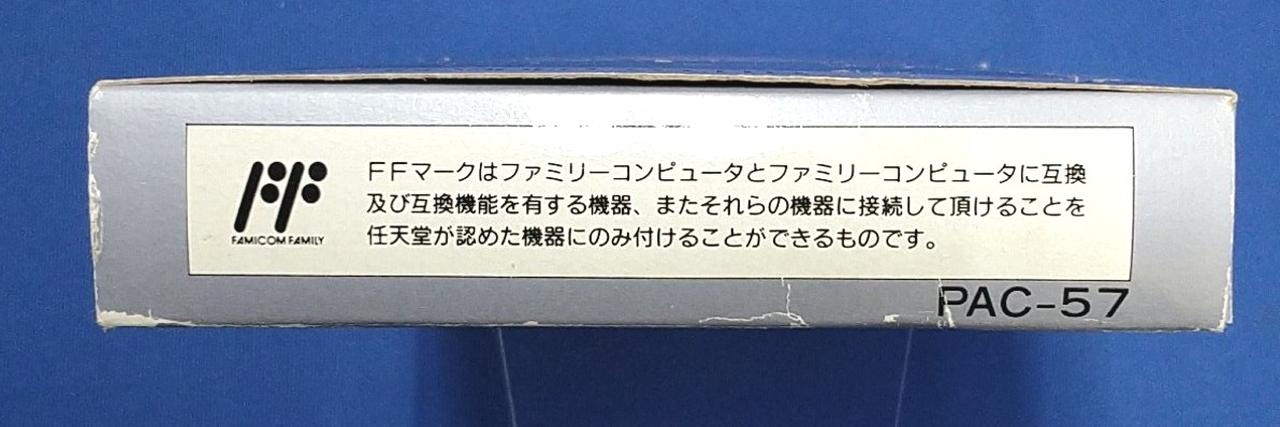 FFマークはファミリーコンピュータとファミリーコンピュータに互換
及び互換機能を有する機器、またそれらの機器に接続して頂けることを
任天堂が認めた機器にのみ付けることができるものです。
FF
FAMICOM FAMILY
PAC-57